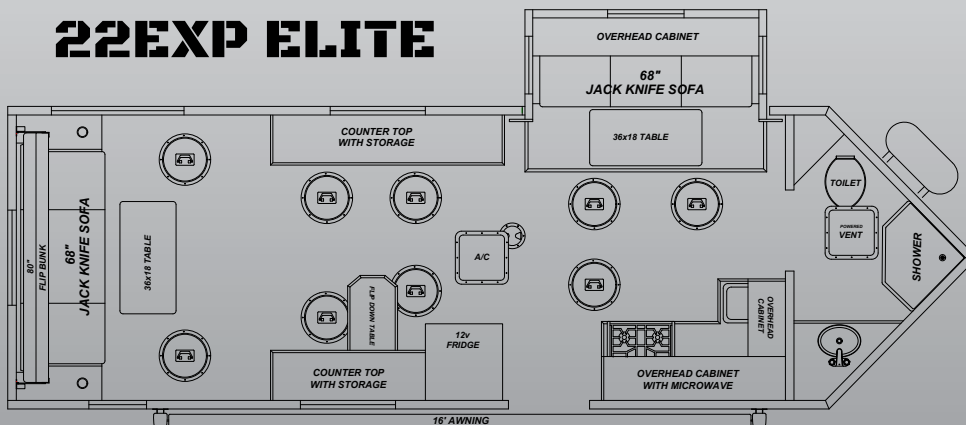 22EXP ELITE
OVERHEAD CABINET
68"
JACK KNIFE SOFA
36x18 TABLE
COUNTER TOP
WITH STORAGE
TOILET
POWERED
VENT
SHOWER
80"
FLIP BUNK
68"
JACK KNIFE SOFA
36x18 TABLE
A/C
FLIP DOWN TABLE
12v
FRIDGE
OVERHEAD
CABINET
COUNTER TOP
WITH STORAGE
OVERHEAD CABINET
WITH MICROWAVE
16' AWNING